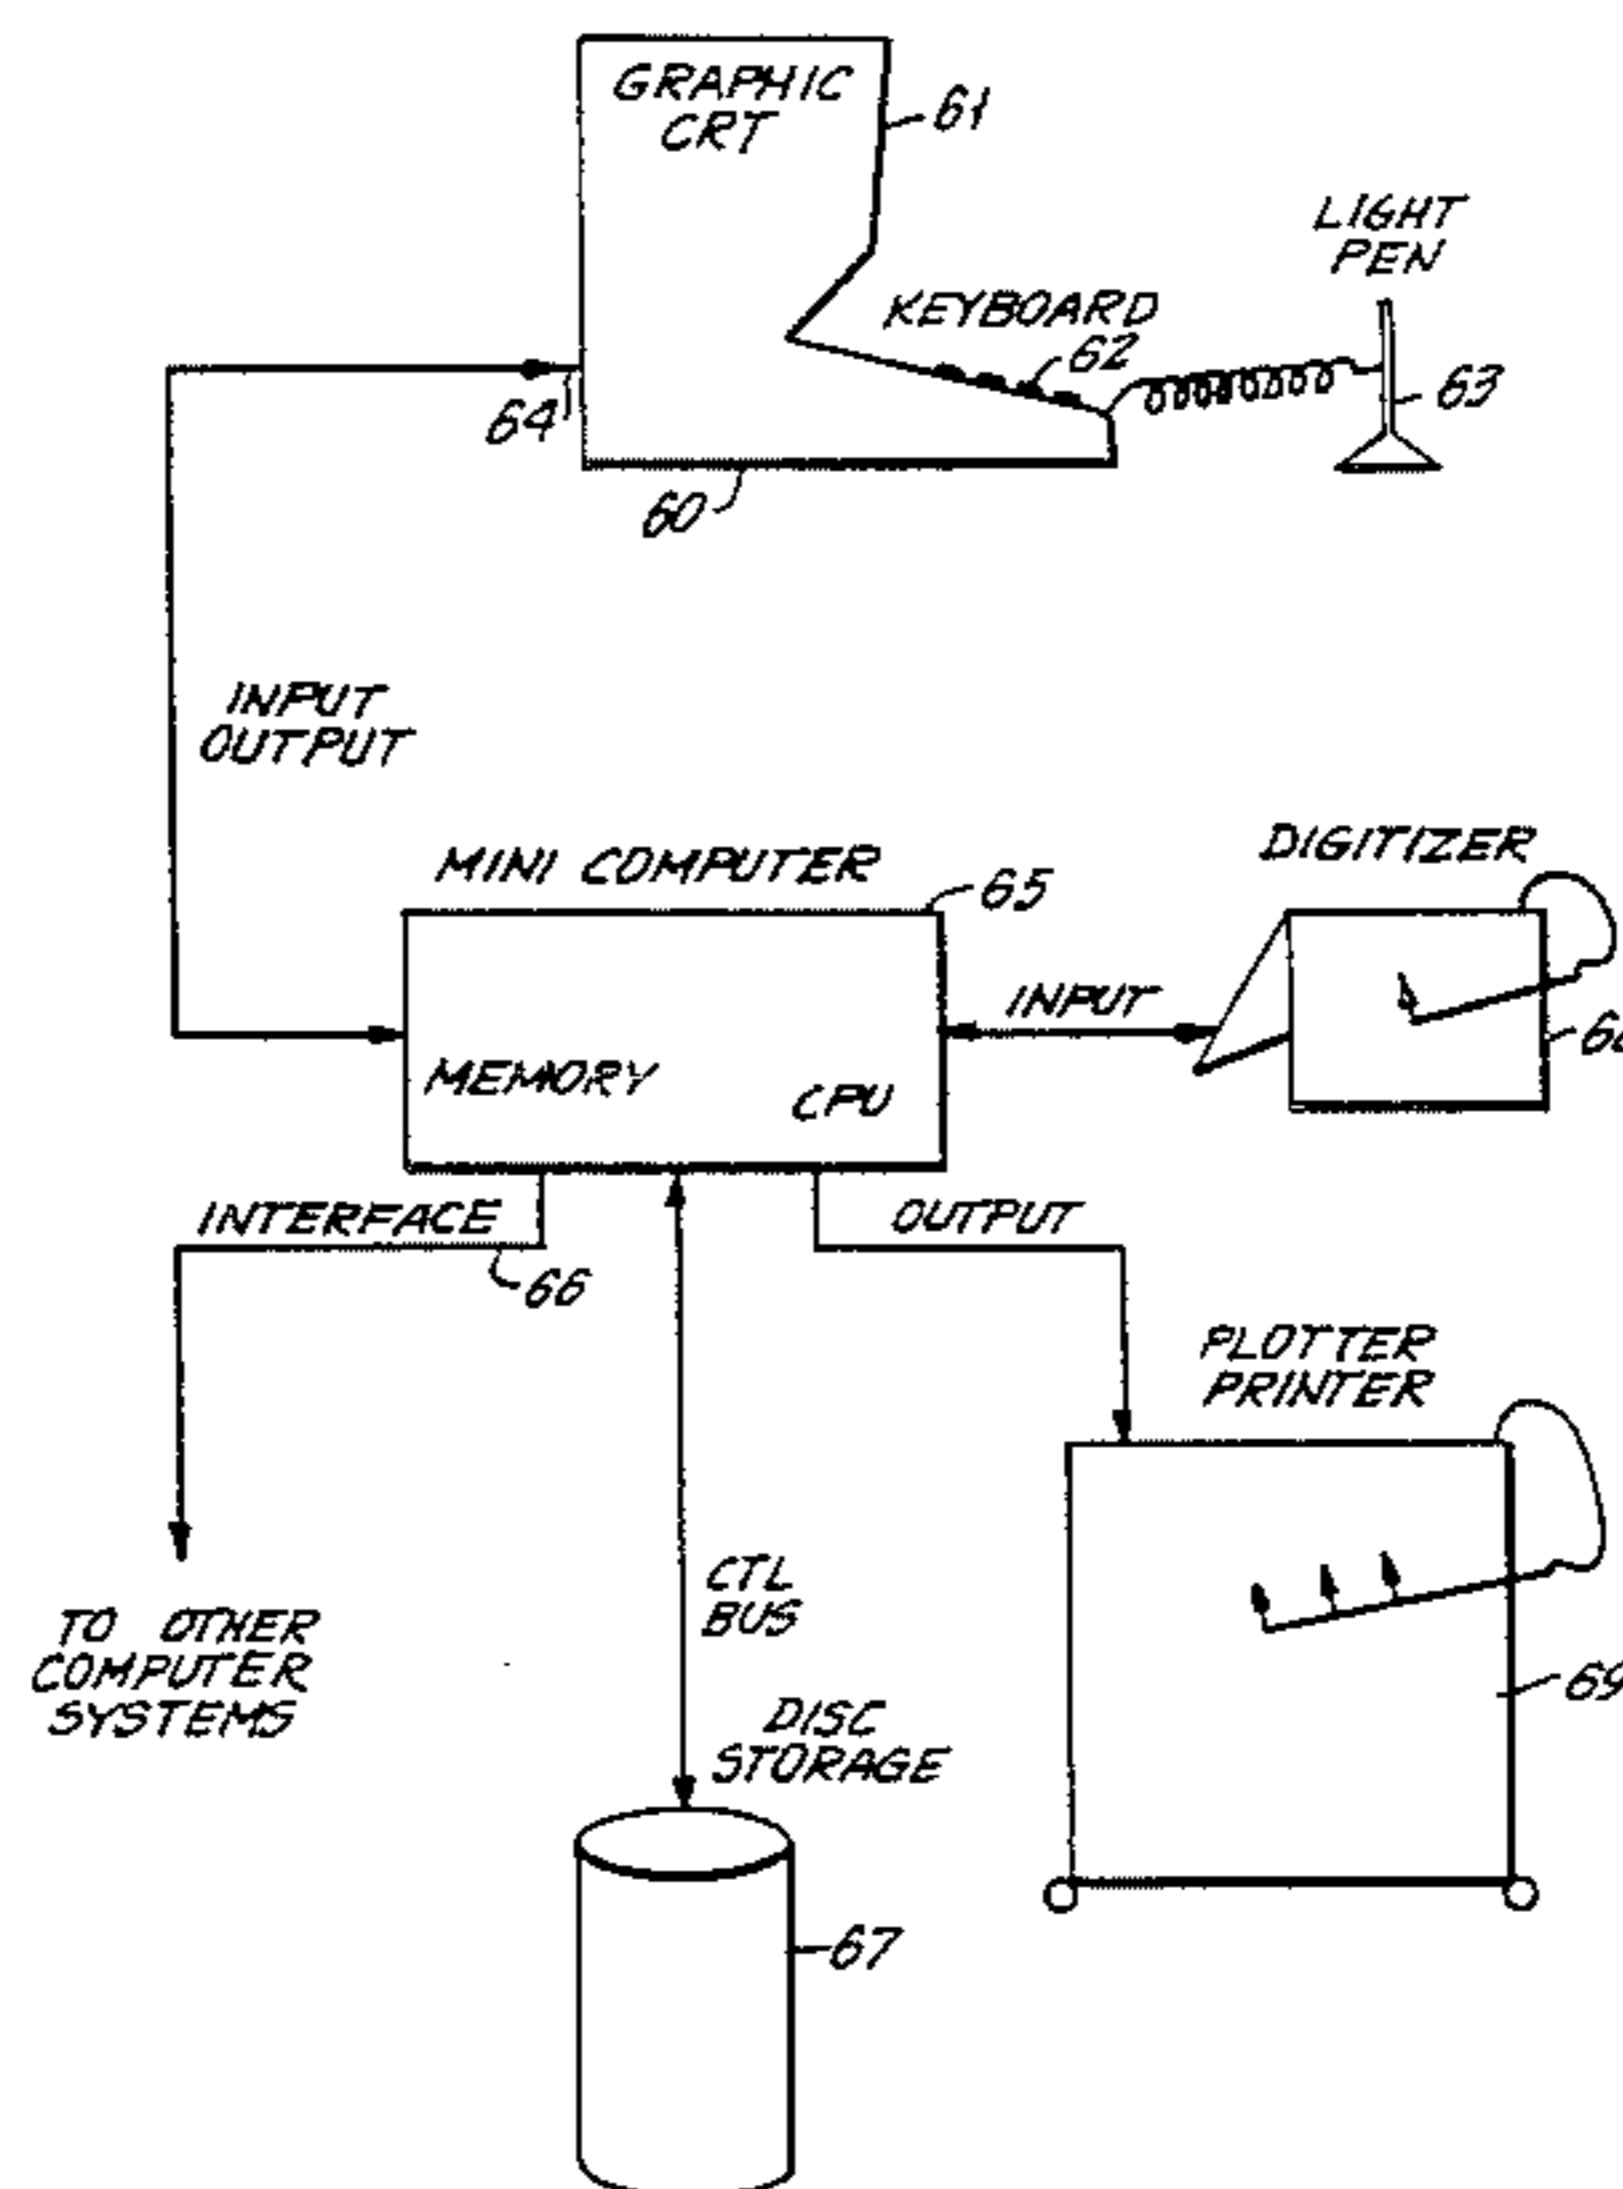 GRAPHIC
CRT
61
LIGHT
PEN
KEYBOARD
62
63
64
60
INPUT
OUTPUT
MINI COMPUTER
65
DIGITIZER
INPUT
MEMORY
CPU
INTERFACE
66
OUTPUT
PLOTTER
PRINTER
CTL
BUS
TO OTHER
COMPUTER
SYSTEMS
69
DISC
STORAGE
67